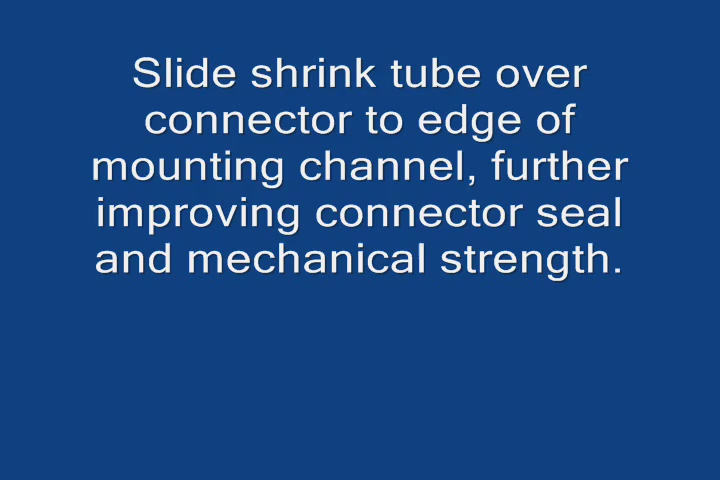 Slide shrink tube over
connector to edge of
mounting channel, further
improving connector seal
and mechanical strength.